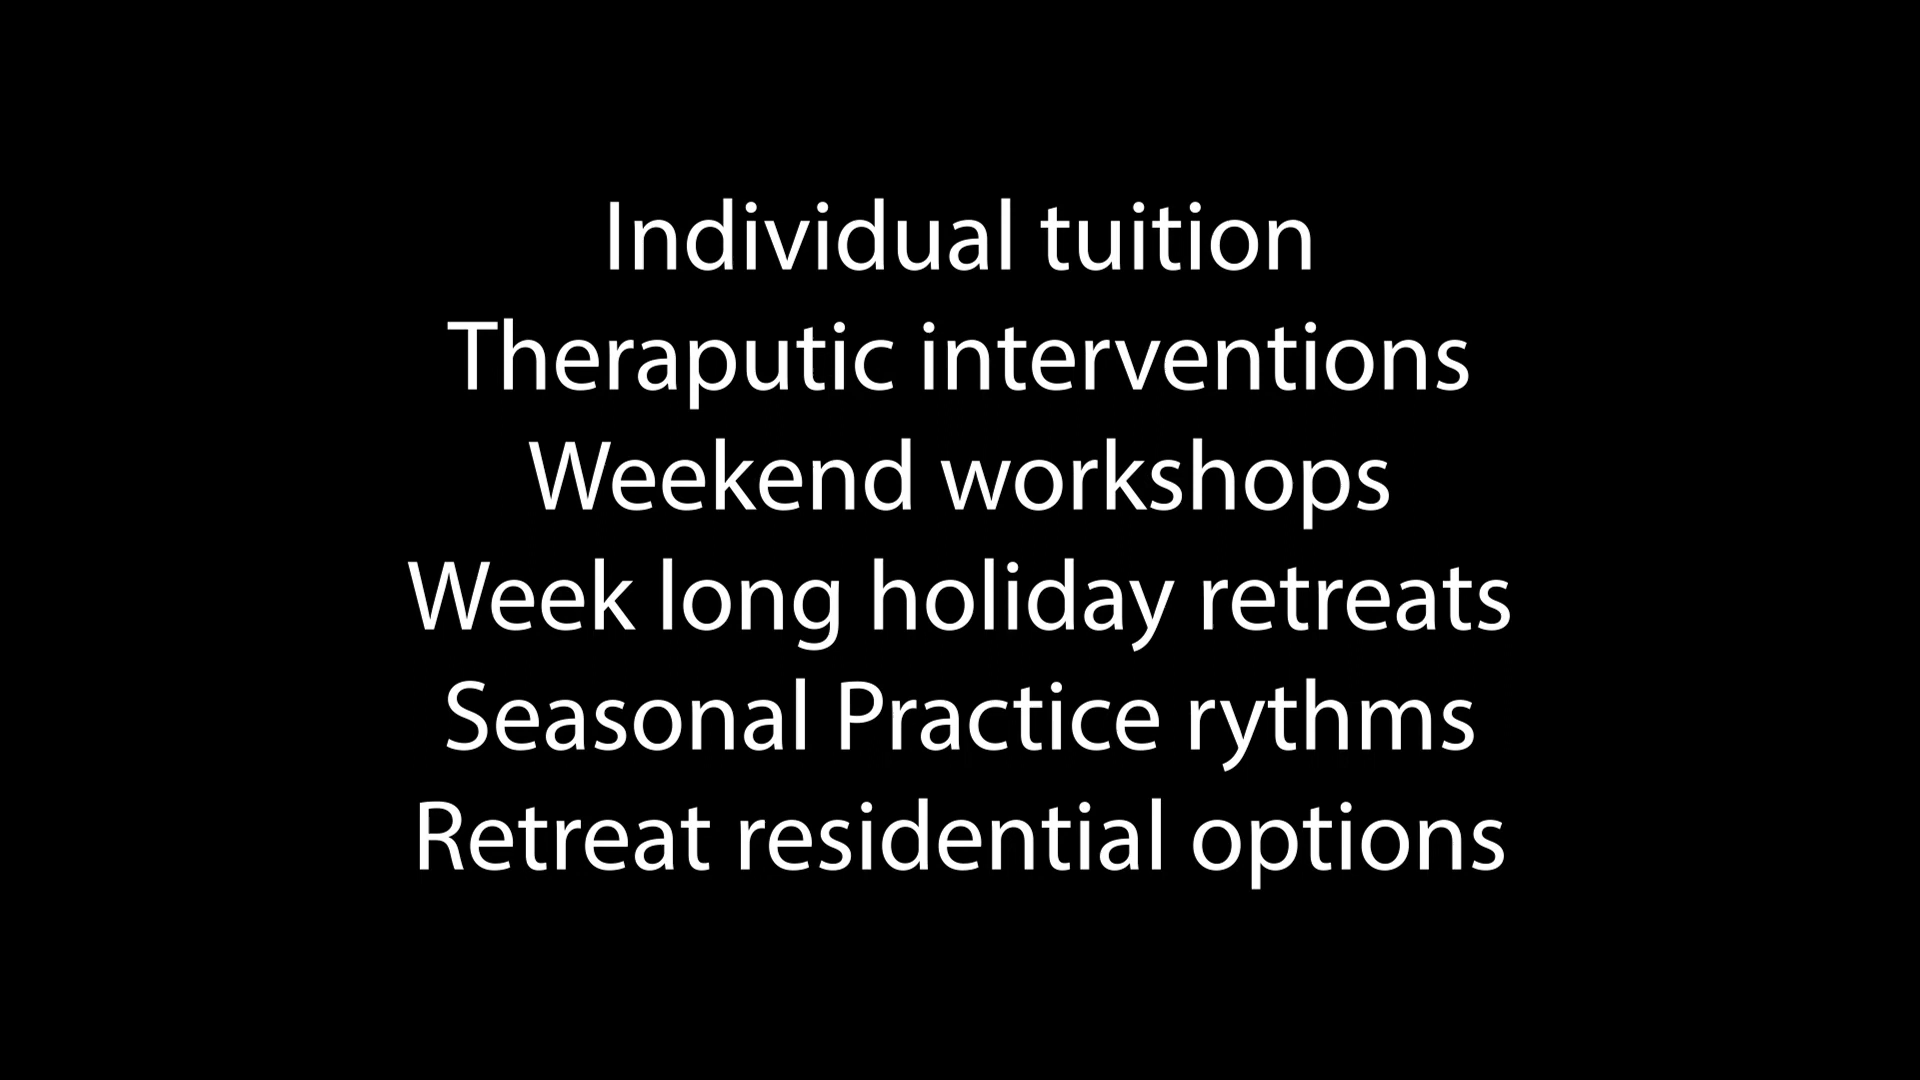 Individual tuition
Theraputic interventions
Weekend workshops
Week long holiday retreats
Seasonal Practice rythms
Retreat residential options